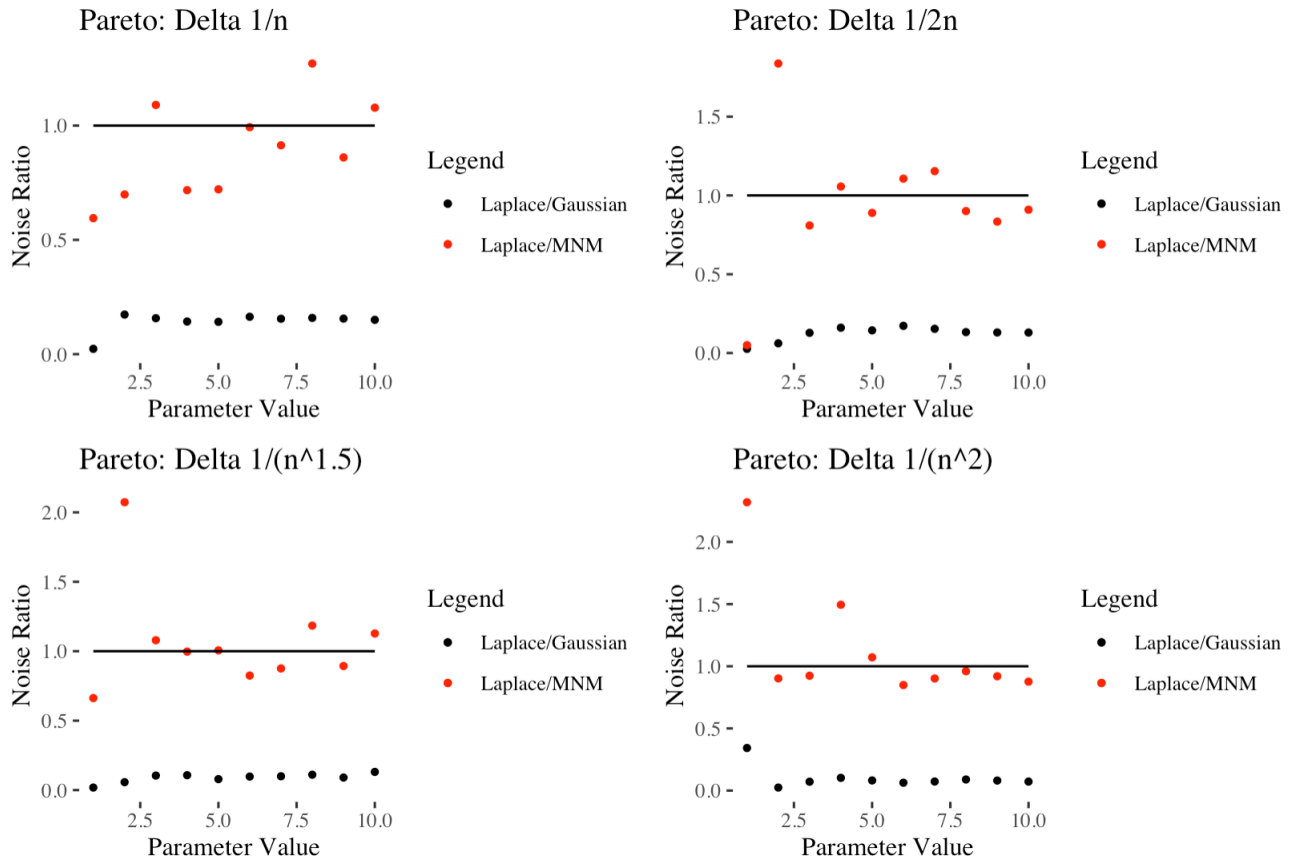 Pareto: Delta 1/n
Noise Ratio
1.0
0.5
0.0
2.5 5.0 7.5 10.0
Parameter Value
Legend
Laplace/Gaussian
Laplace/MNM
Pareto: Delta 1/2n
Noise Ratio
1.5
1.0
0.5
0.0
2.5 5.0 7.5 10.0
Parameter Value
Legend
Laplace/Gaussian
Laplace/MNM
Pareto: Delta 1/(n^1.5)
Noise Ratio
2.0
1.5
1.0
0.5
0.0
2.5 5.0 7.5 10.0
Parameter Value
Legend
Laplace/Gaussian
Laplace/MNM
Pareto: Delta 1/(n^2)
Noise Ratio
2.0
1.5
1.0
0.5
0.0
2.5 5.0 7.5 10.0
Parameter Value
Legend
Laplace/Gaussian
Laplace/MNM